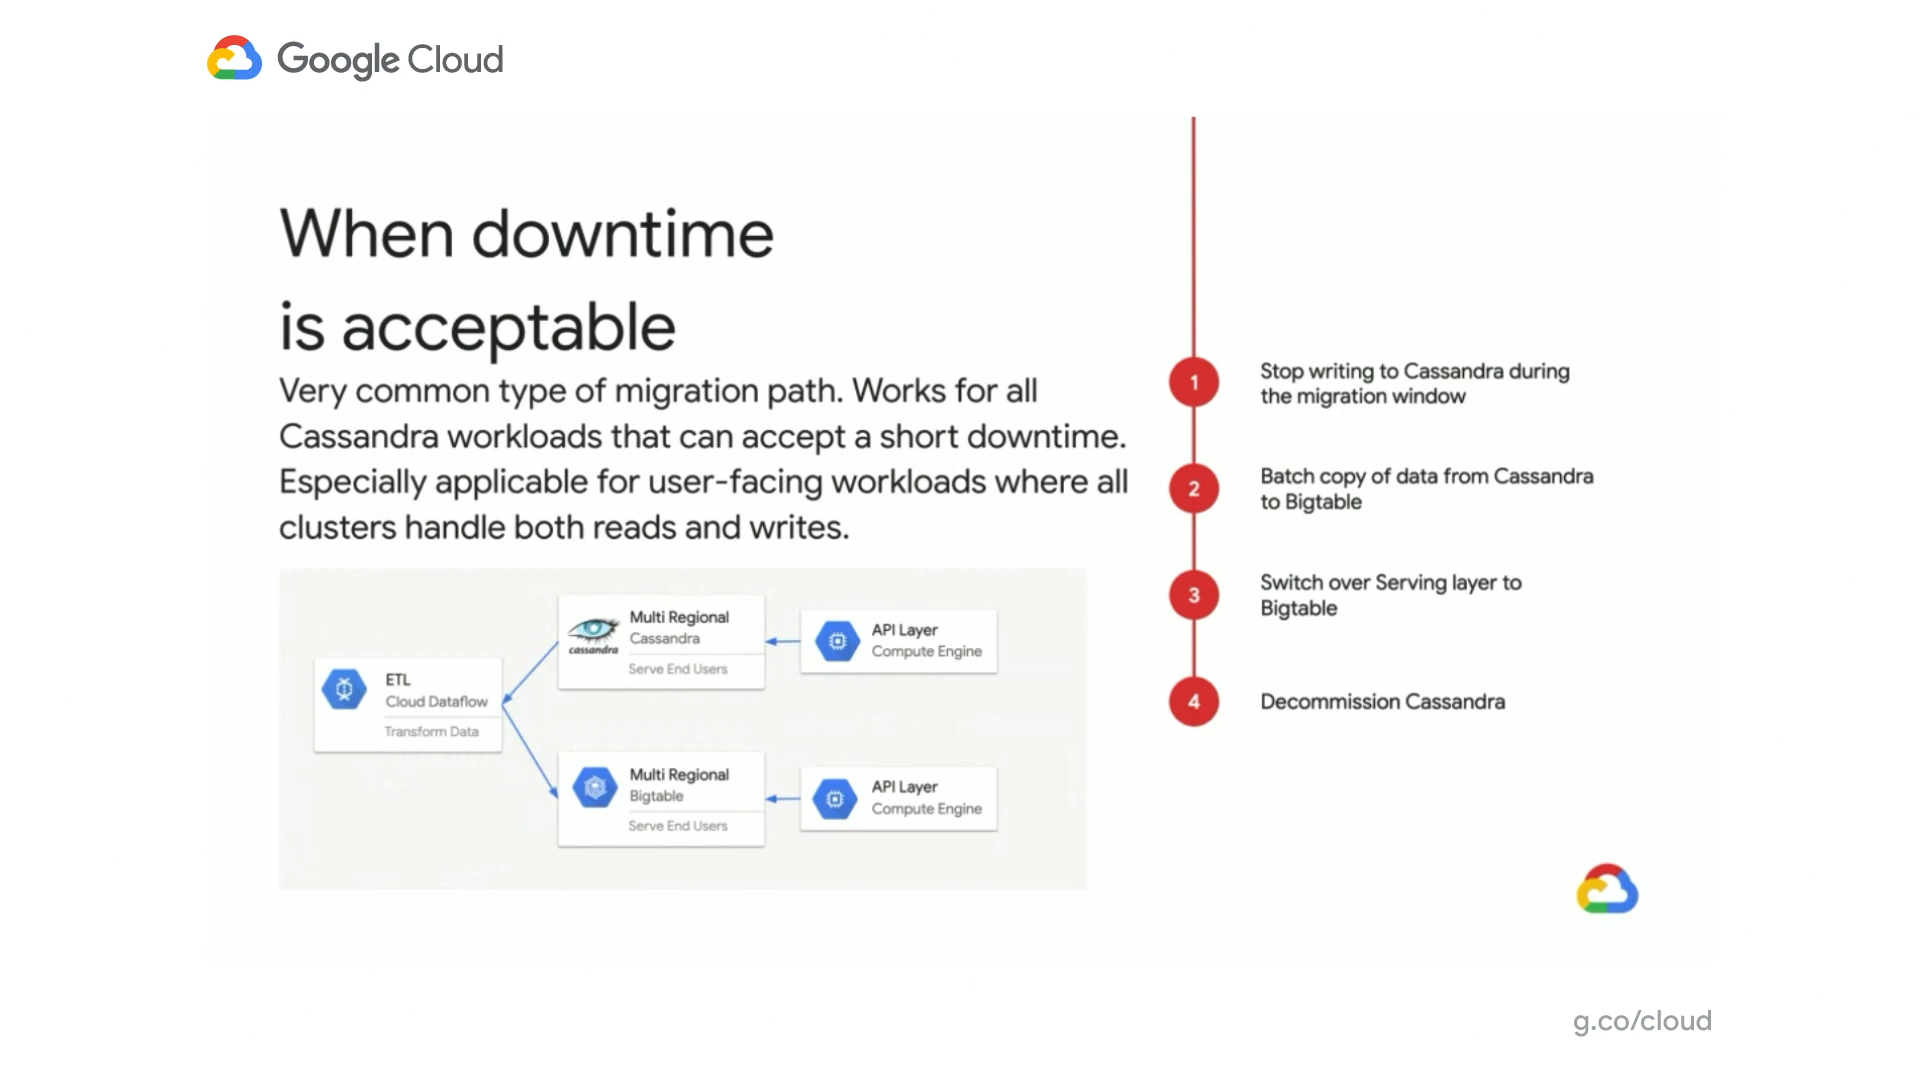 Google Cloud
When downtime
is acceptable
Very common type of migration path. Works for all
Cassandra workloads that can accept a short downtime.
Especially applicable for user-facing workloads where all
clusters handle both reads and writes.
ETL
Cloud Dataflow
Transform Data
cassandra
Multi Regional
Cassandra
Serve End Users
API Layer
Compute Engine
Multi Regional
Bigtable
Serve End Users
API Layer
Compute Engine
1
Stop writing to Cassandra during
the migration window
2
Batch copy of data from Cassandra
to Bigtable
3
Switch over Serving layer to
Bigtable
4
Decommission Cassandra
g.co/cloud